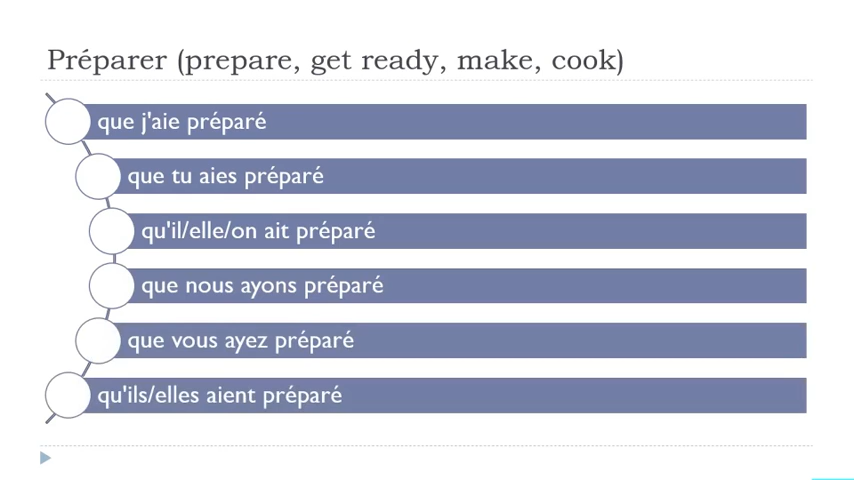 Préparer (prepare, get ready, make, cook)
que j'aie préparé
que tu aies préparé
qu'il/elle/on ait préparé
que nous ayons préparé
que vous ayez préparé
qu'ils/elles aient préparé